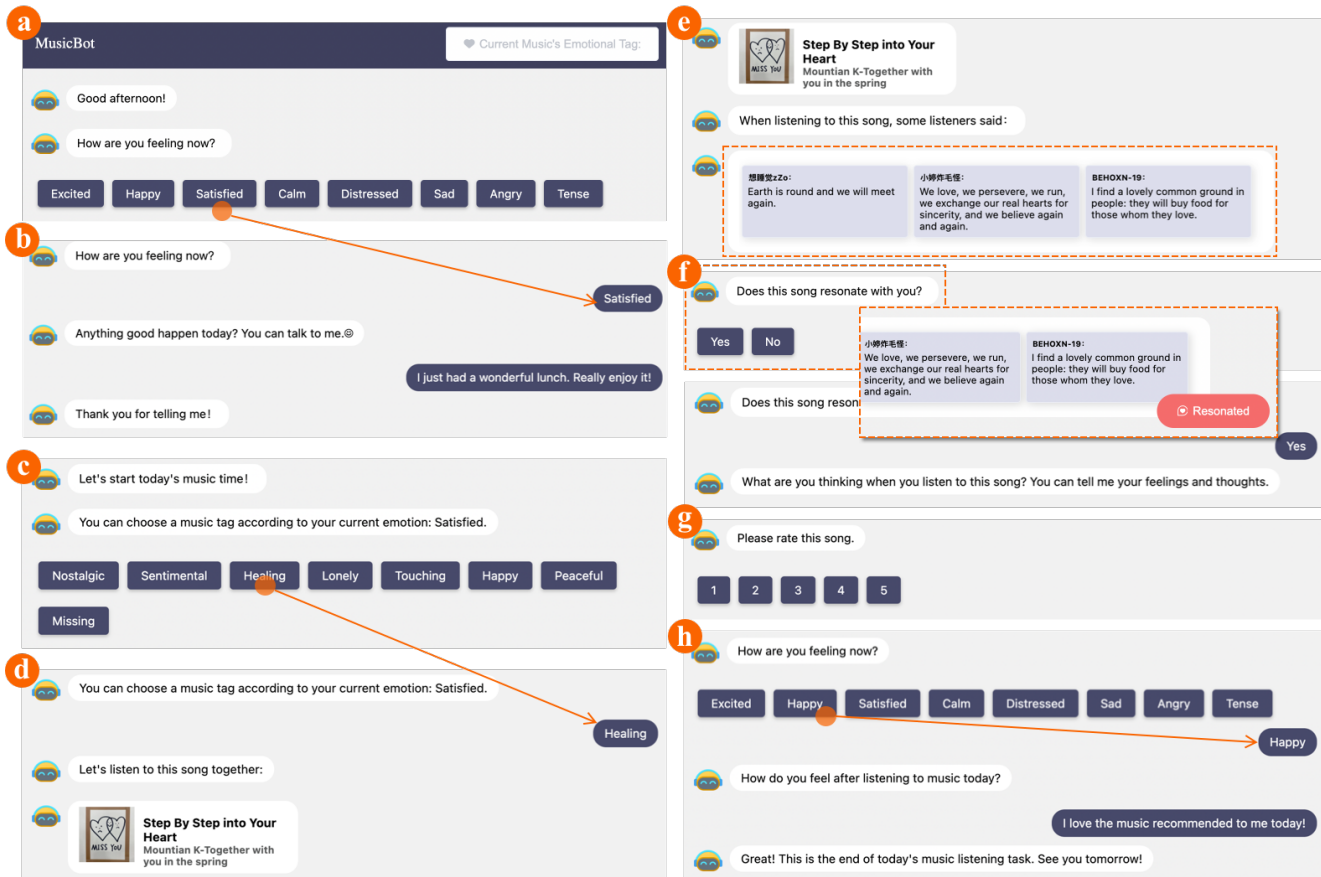 a
MusicBot
Current Music's Emotional Tag:
Good afternoon!
How are you feeling now?
Excited
Happy
Satisfied
Calm
Distressed
Sad
Angry
Tense
b
How are you feeling now?
Satisfied
Anything good happen today? You can talk to me.☺
I just had a wonderful lunch. Really enjoy it!
Thank you for telling me!
c
Let's start today's music time!
You can choose a music tag according to your current emotion: Satisfied.
Nostalgic
Sentimental
Healing
Lonely
Touching
Happy
Peaceful
Missing
d
You can choose a music tag according to your current emotion: Satisfied.
Healing
Let's listen to this song together:
MISS YOU
Step By Step into Your
Heart
Mountian K-Together with
you in the spring
e
MISS YOU
Step By Step into Your
Heart
Mountian K-Together with
you in the spring
When listening to this song, some listeners said:
想睡觉zZo:
Earth is round and we will meet
again.
小婷炸毛怪:
We love, we persevere, we run,
we exchange our real hearts for
sincerity, and we believe again
and again.
BEHOXN-19:
I find a lovely common ground in
people: they will buy food for
those whom they love.
f
Does this song resonate with you?
Yes
No
小婷炸毛怪:
We love, we persevere, we run,
we exchange our real hearts for
sincerity, and we believe again
and again.
BEHOXN-19:
I find a lovely common ground in
people: they will buy food for
those whom they love.
Resonated
Does this song reson
Yes
What are you thinking when you listen to this song? You can tell me your feelings and thoughts.
g
Please rate this song.
1
2
3
4
5
h
How are you feeling now?
Excited
Happy
Satisfied
Calm
Distressed
Sad
Angry
Tense
Happy
How do you feel after listening to music today?
I love the music recommended to me today!
Great! This is the end of today's music listening task. See you tomorrow!